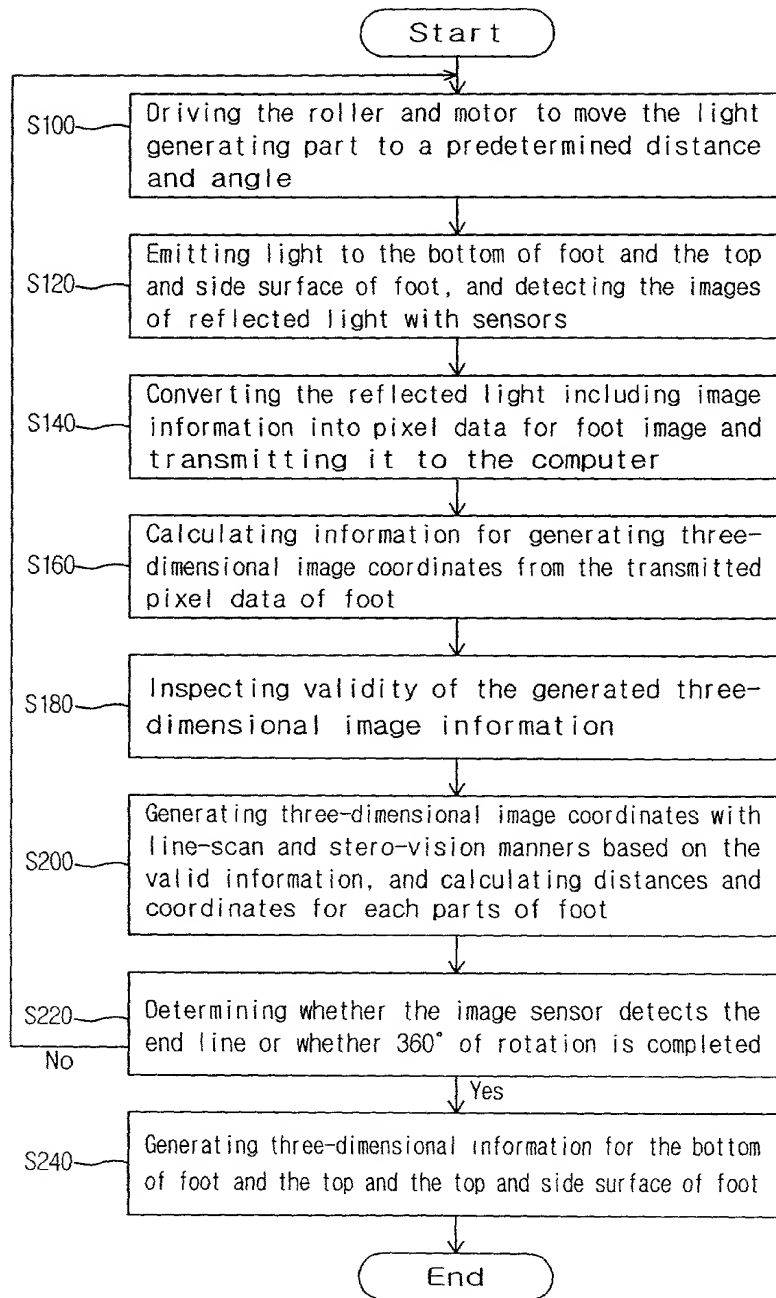 Start
S100
Driving the roller and motor to move the light
generating part to a predetermined distance
and angle
S120
Emitting light to the bottom of foot and the top
and side surface of foot, and detecting the images
of reflected light with sensors
S140
Converting the reflected light including image
information into pixel data for foot image and
transmitting it to the computer
S160
Calculating information for generating three-
dimensional image coordinates from the transmitted
pixel data of foot
S180
Inspecting validity of the generated three-
dimensional image information
S200
Generating three-dimensional image coordinates with
line-scan and stero-vision manners based on the
valid information, and calculating distances and
coordinates for each parts of foot
S220
Determining whether the image sensor detects the
end line or whether 360° of rotation is completed
No
Yes
S240
Generating three-dimensional information for the bottom
of foot and the top and the top and side surface of foot
End